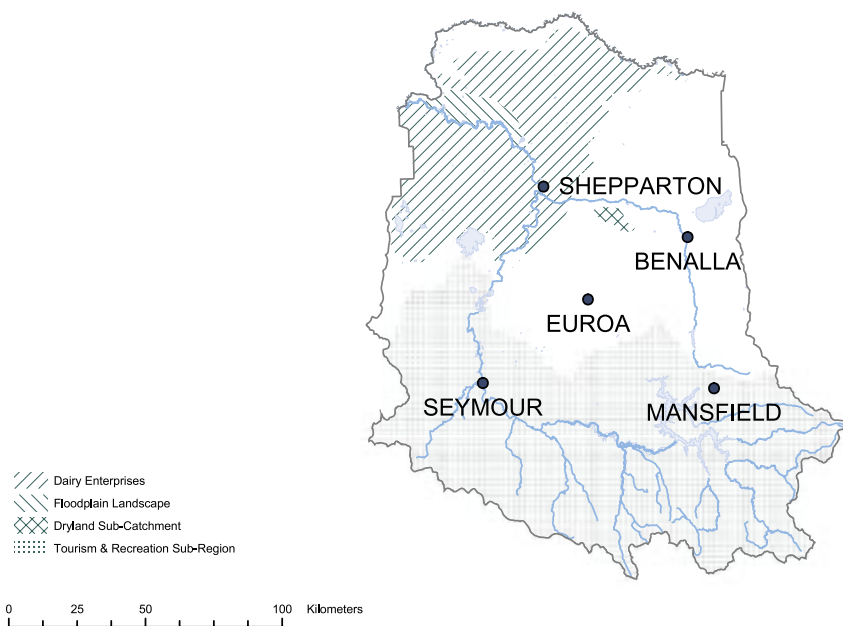 SHEPPARTON
BENALLA
EUROA
SEYMOUR
MANSFIELD
Dairy Enterprises
Floodplain Landscape
Dryland Sub-Catchment
Tourism & Recreation Sub-Region
0 25 50 100 Kilometers